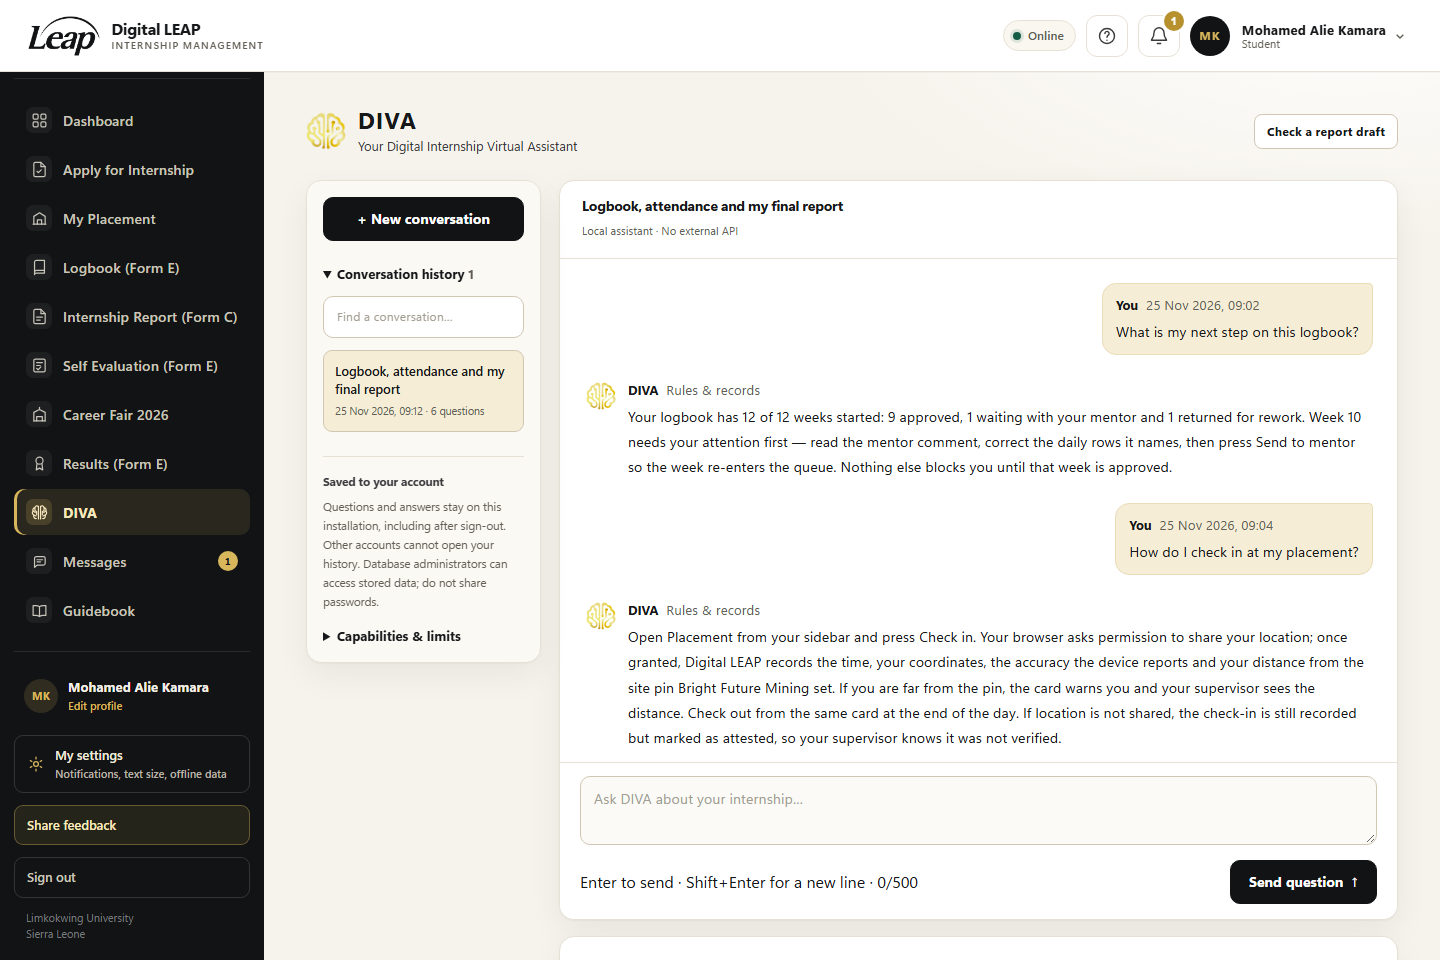 Leap
Digital LEAP
INTERNSHIP MANAGEMENT
Online
1
MK
Mohamed Alie Kamara
Student
Dashboard
Apply for Internship
My Placement
Logbook (Form E)
Internship Report (Form C)
Self Evaluation (Form E)
Career Fair 2026
Results (Form E)
DIVA
Messages
1
Guidebook
MK
Mohamed Alie Kamara
Edit profile
My settings
Notifications, text size, offline data
Share feedback
Sign out
Limkokwing University
Sierra Leone
DIVA
Your Digital Internship Virtual Assistant
Check a report draft
+ New conversation
Conversation history 1
Find a conversation...
Logbook, attendance and my
final report
25 Nov 2026, 09:12 · 6 questions
Saved to your account
Questions and answers stay on this
installation, including after sign-out.
Other accounts cannot open your
history. Database administrators can
access stored data; do not share
passwords.
Capabilities & limits
Logbook, attendance and my final report
Local assistant · No external API
You 25 Nov 2026, 09:02
What is my next step on this logbook?
DIVA Rules & records
Your logbook has 12 of 12 weeks started: 9 approved, 1 waiting with your mentor and 1 returned for rework. Week 10
needs your attention first — read the mentor comment, correct the daily rows it names, then press Send to mentor
so the week re-enters the queue. Nothing else blocks you until that week is approved.
You 25 Nov 2026, 09:04
How do I check in at my placement?
DIVA Rules & records
Open Placement from your sidebar and press Check in. Your browser asks permission to share your location; once
granted, Digital LEAP records the time, your coordinates, the accuracy the device reports and your distance from the
site pin Bright Future Mining set. If you are far from the pin, the card warns you and your supervisor sees the
distance. Check out from the same card at the end of the day. If location is not shared, the check-in is still recorded
but marked as attested, so your supervisor knows it was not verified.
Ask DIVA about your internship...
Enter to send · Shift+Enter for a new line · 0/500
Send question ↑